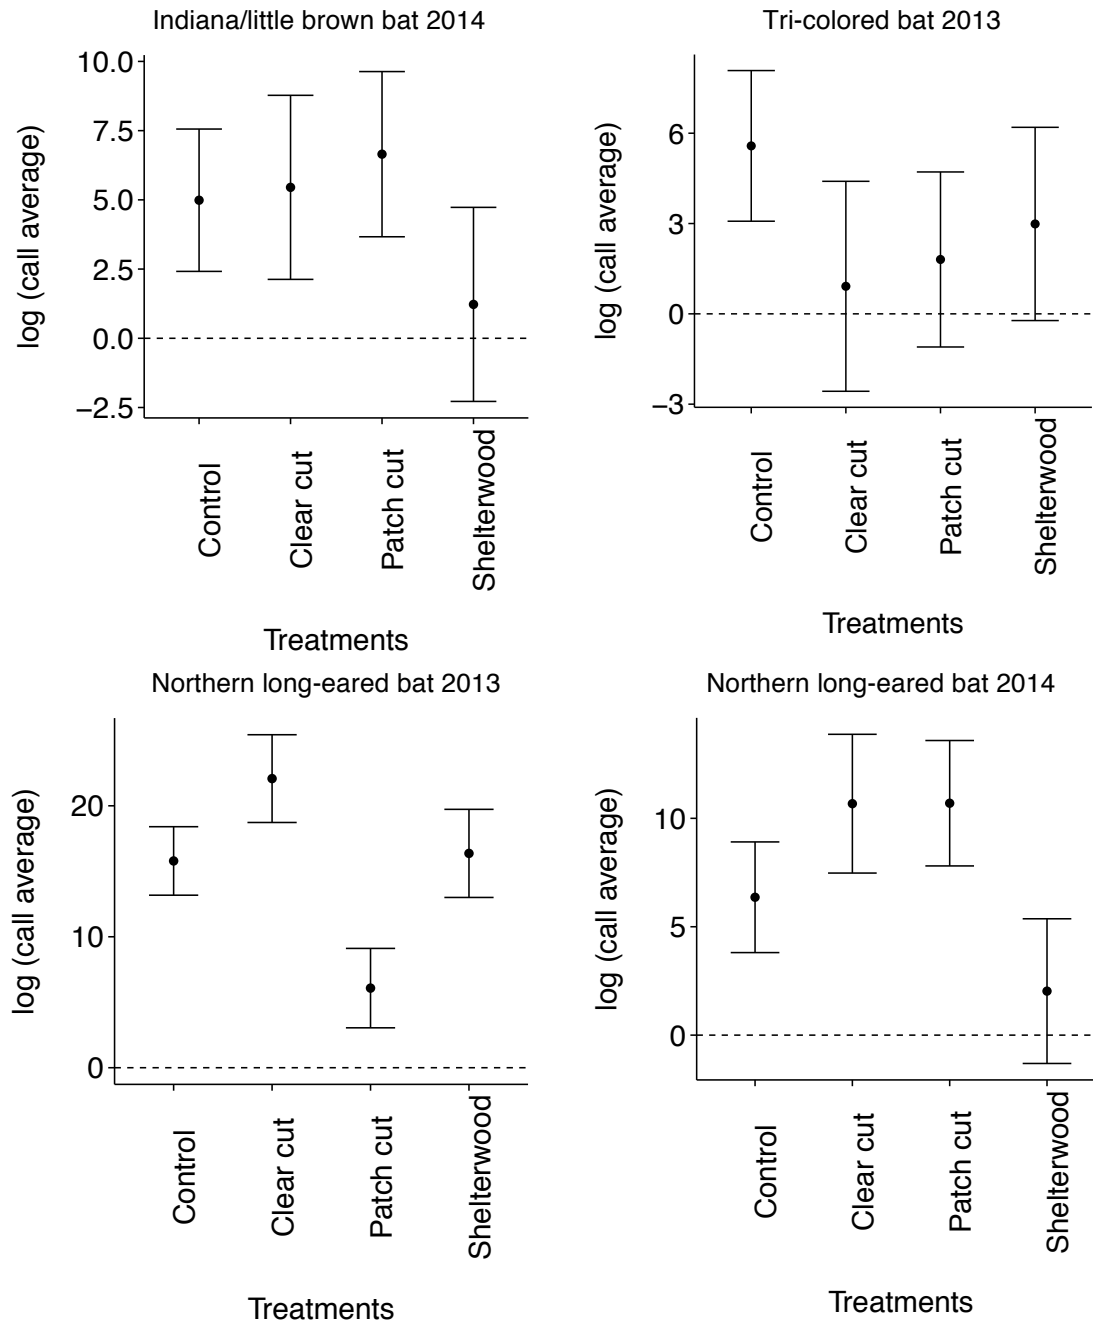 Indiana/little brown bat 2014
log (call average)
10.0
7.5
5.0
2.5
0.0
−2.5
Control
Clear cut
Patch cut
Shelterwood
Treatments
Tri-colored bat 2013
log (call average)
6
3
0
−3
Control
Clear cut
Patch cut
Shelterwood
Treatments
Northern long-eared bat 2013
log (call average)
20
10
0
Control
Clear cut
Patch cut
Shelterwood
Treatments
Northern long-eared bat 2014
log (call average)
10
5
0
Control
Clear cut
Patch cut
Shelterwood
Treatments